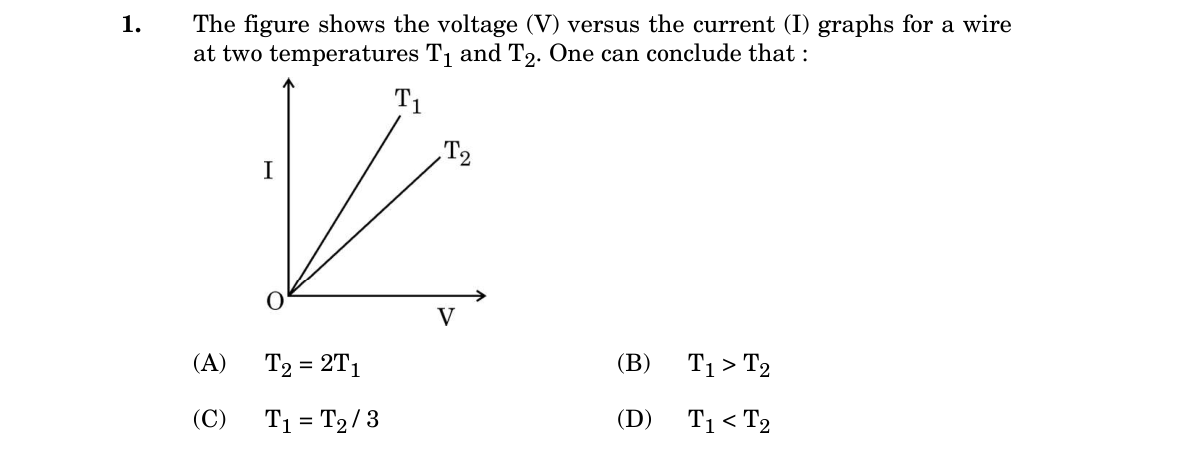 1. The figure shows the voltage (V) versus the current (I) graphs for a wire
at two temperatures T₁ and T₂. One can conclude that :
T₁
T₂
I
O
V
(A) T₂ = 2T₁ (B) T₁ > T₂
(C) T₁ = T₂ / 3 (D) T₁ < T₂